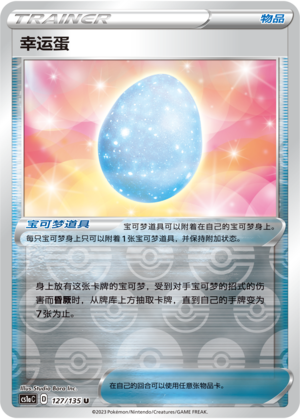 TRAINER
物品
幸运蛋
宝可梦道具
宝可梦道具可以附着在自己的宝可梦身上。
每只宝可梦身上只可以附着1张宝可梦道具,并保持附加状态。
身上放有这张卡牌的宝可梦,受到对手宝可梦的招式的伤
害而昏厥时,从牌库上方抽取卡牌,直到自己的手牌变为
7张为止。
Illus. Studio Bora Inc.
cs1aC D 127/135 U
在自己的回合可以使用任意张物品卡。
©2023 Pokémon/Nintendo/Creatures/GAME FREAK.